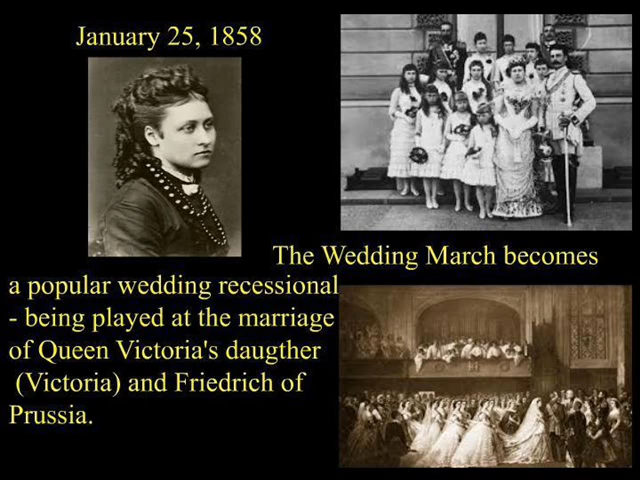 January 25, 1858
The Wedding March becomes
a popular wedding recessional
- being played at the marriage
of Queen Victoria's daugther
(Victoria) and Friedrich of
Prussia.